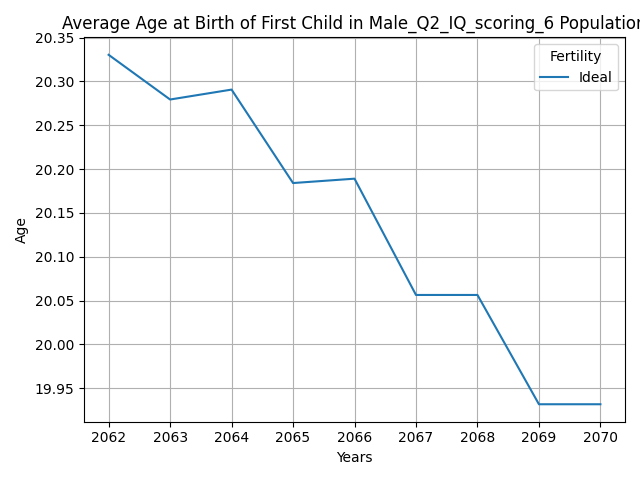 Average Age at Birth of First Child in Male_Q2_IQ_scoring_6 Population
Fertility
Ideal
20.35
20.30
20.25
20.20
20.15
20.10
20.05
20.00
19.95
Age
2062 2063 2064 2065 2066 2067 2068 2069 2070
Years